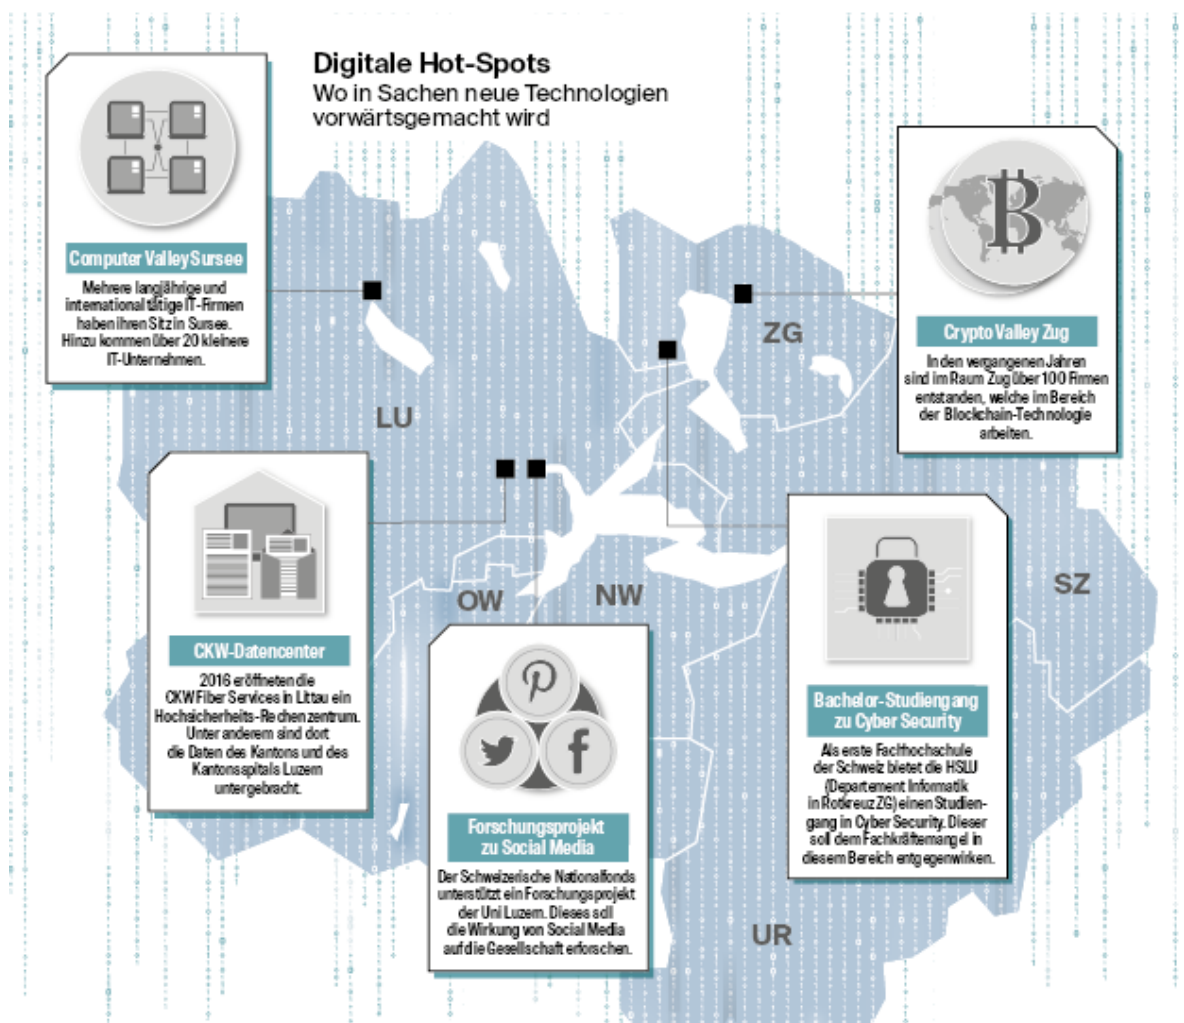 Digitale Hot-Spots
Wo in Sachen neue Technologien
vorwärtsgemacht wird
Computer Valley Sursee
Mehrere langjährige und
international tätige IT-Firmen
haben ihren Sitz in Sursee.
Hinzu kommen über 20 kleinere
IT-Unternehmen.
Crypto Valley Zug
In den vergangenen Jahren
sind im Raum Zug über 100 Firmen
entstanden, welche im Bereich
der Blockchain-Technologie
arbeiten.
ZG
LU
CKW-Datencenter
2016 eröffneten die
CKW Fiber Services in Littau ein
Hochsicherheits-Rechenzentrum.
Unter anderem sind dort
die Daten des Kantons und des
Kantonsspitals Luzern
untergebracht.
OW
NW
SZ
Forschungsprojekt
zu Social Media
Der Schweizerische Nationalfonds
unterstützt ein Forschungsprojekt
der Uni Luzern. Dieses soll
die Wirkung von Social Media
auf die Gesellschaft erforschen.
Bachelor-Studiengang
zu Cyber Security
Als erste Fachhochschule
der Schweiz bietet die HSLU
(Departement Informatik
in Rotkreuz ZG) einen Studien-
gang in Cyber Security. Dieser
soll dem Fachkräftemangel in
diesem Bereich entgegenwirken.
UR